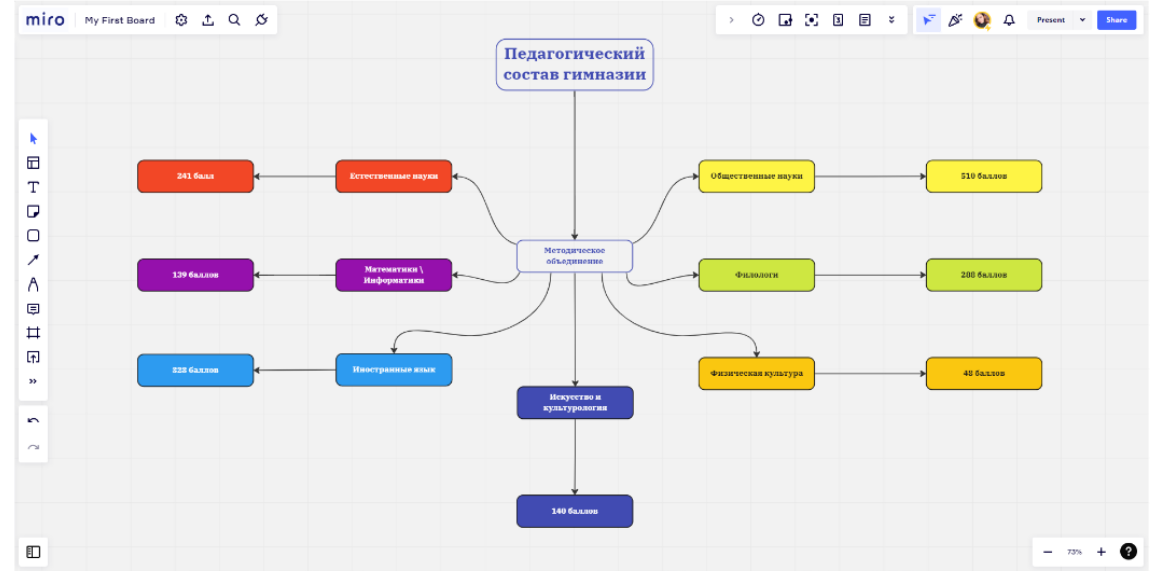 miro
My First Board
3
Present
Share
Педагогический
состав гимназии
241 балл
Естественные науки
Общественные науки
510 баллов
Методическое
объединение
139 баллов
Математики \
Информатики
Филологи
208 баллов
828 баллов
Иностранные язык
Физическая культура
48 баллов
Искусство и
культурология
140 баллов
73%
?